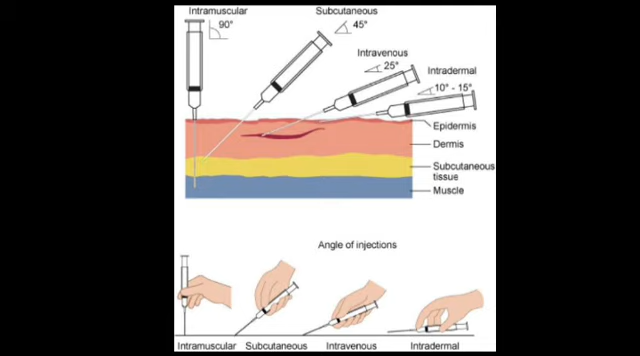 Intramuscular
90°
Subcutaneous
45°
Intravenous
25°
Intradermal
10° - 15°
Epidermis
Dermis
Subcutaneous
tissue
Muscle
Angle of injections
Intramuscular
Subcutaneous
Intravenous
Intradermal